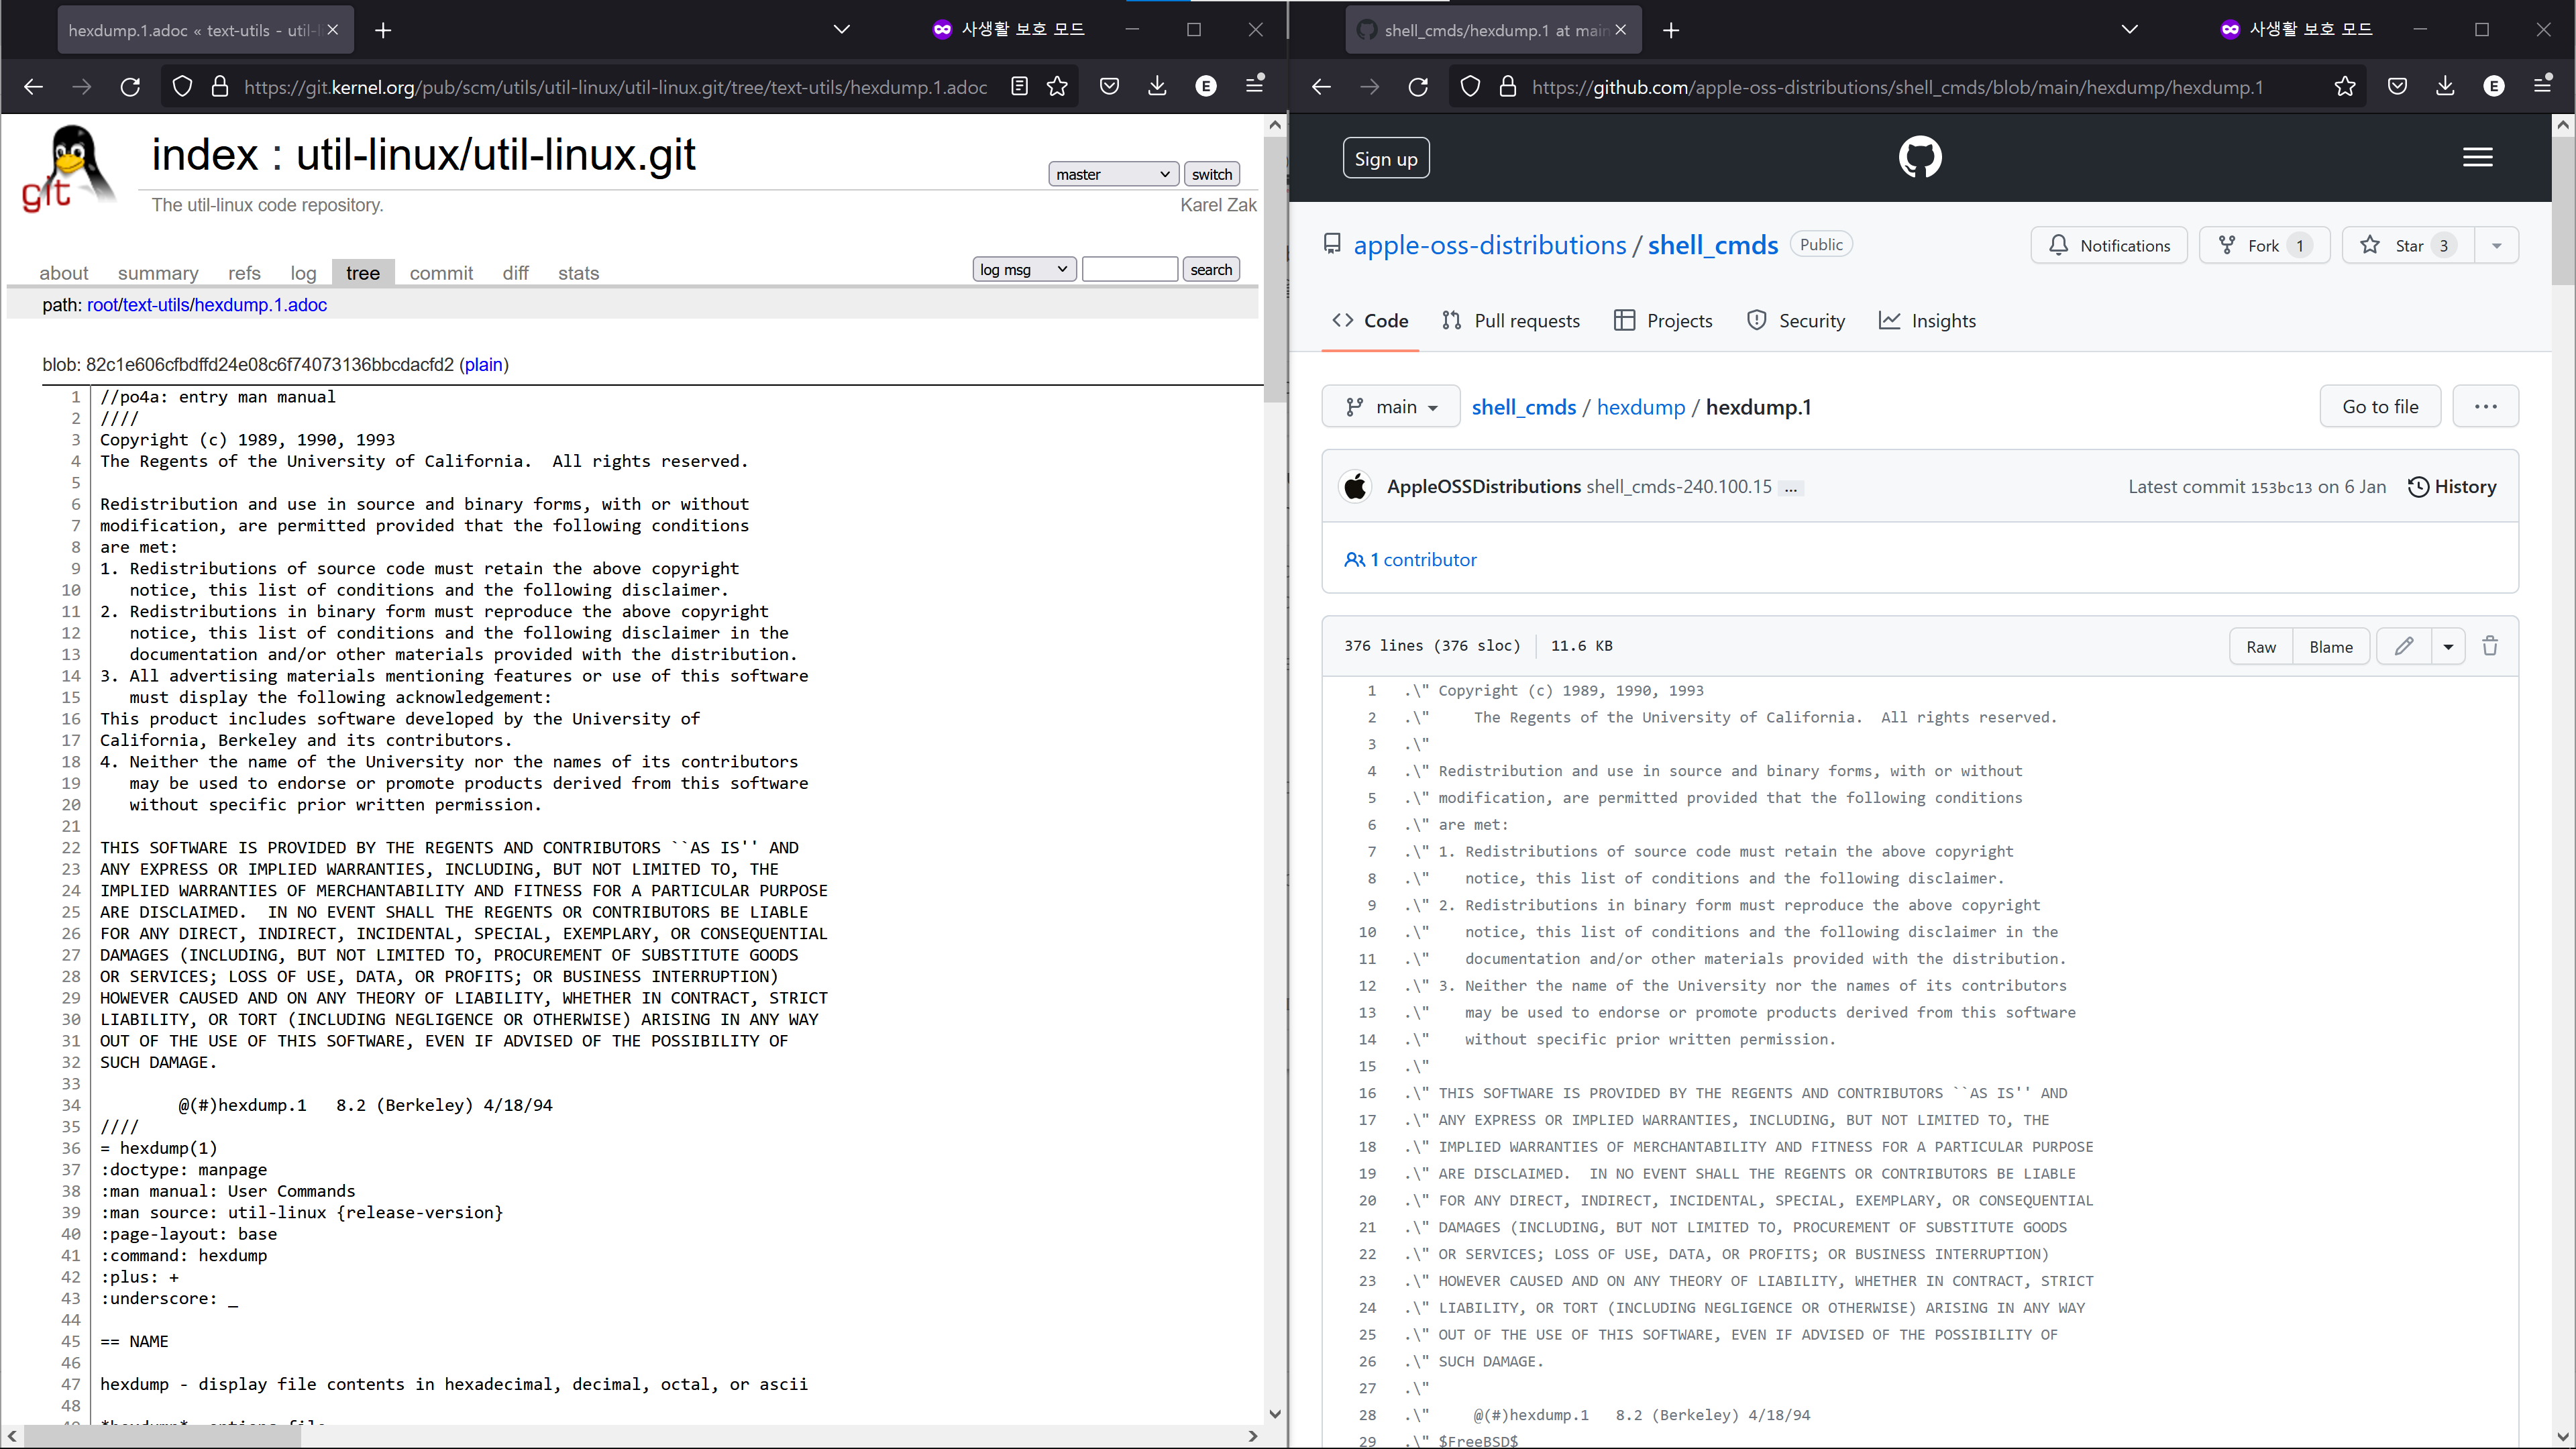 hexdump.1.adoc « text-utils - util-l
사생활 보호 모드
https://git.kernel.org/pub/scm/utils/util-linux/util-linux.git/tree/text-utils/hexdump.1.adoc
E
git
index : util-linux/util-linux.git
master
switch
The util-linux code repository.
Karel Zak
about summary refs log tree commit diff stats
log msg
search
path: root/text-utils/hexdump.1.adoc
blob: 82c1e606cfbdffd24e08c6f74073136bbcdacfd2 (plain)
1 //po4a: entry man manual
2 ////
3 Copyright (c) 1989, 1990, 1993
4 The Regents of the University of California.  All rights reserved.
5
6 Redistribution and use in source and binary forms, with or without
7 modification, are permitted provided that the following conditions
8 are met:
9 1. Redistributions of source code must retain the above copyright
10    notice, this list of conditions and the following disclaimer.
11 2. Redistributions in binary form must reproduce the above copyright
12    notice, this list of conditions and the following disclaimer in the
13    documentation and/or other materials provided with the distribution.
14 3. All advertising materials mentioning features or use of this software
15    must display the following acknowledgement:
16 This product includes software developed by the University of
17 California, Berkeley and its contributors.
18 4. Neither the name of the University nor the names of its contributors
19    may be used to endorse or promote products derived from this software
20    without specific prior written permission.
21
22 THIS SOFTWARE IS PROVIDED BY THE REGENTS AND CONTRIBUTORS ``AS IS'' AND
23 ANY EXPRESS OR IMPLIED WARRANTIES, INCLUDING, BUT NOT LIMITED TO, THE
24 IMPLIED WARRANTIES OF MERCHANTABILITY AND FITNESS FOR A PARTICULAR PURPOSE
25 ARE DISCLAIMED.  IN NO EVENT SHALL THE REGENTS OR CONTRIBUTORS BE LIABLE
26 FOR ANY DIRECT, INDIRECT, INCIDENTAL, SPECIAL, EXEMPLARY, OR CONSEQUENTIAL
27 DAMAGES (INCLUDING, BUT NOT LIMITED TO, PROCUREMENT OF SUBSTITUTE GOODS
28 OR SERVICES; LOSS OF USE, DATA, OR PROFITS; OR BUSINESS INTERRUPTION)
29 HOWEVER CAUSED AND ON ANY THEORY OF LIABILITY, WHETHER IN CONTRACT, STRICT
30 LIABILITY, OR TORT (INCLUDING NEGLIGENCE OR OTHERWISE) ARISING IN ANY WAY
31 OUT OF THE USE OF THIS SOFTWARE, EVEN IF ADVISED OF THE POSSIBILITY OF
32 SUCH DAMAGE.
33
34         @(#)hexdump.1   8.2 (Berkeley) 4/18/94
35 ////
36 = hexdump(1)
37 :doctype: manpage
38 :man manual: User Commands
39 :man source: util-linux {release-version}
40 :page-layout: base
41 :command: hexdump
42 :plus: +
43 :underscore: _
44
45 == NAME
46
47 hexdump - display file contents in hexadecimal, decimal, octal, or ascii
48
shell_cmds/hexdump.1 at main
사생활 보호 모드
https://github.com/apple-oss-distributions/shell_cmds/blob/main/hexdump/hexdump.1
E
Sign up
apple-oss-distributions / shell_cmds Public
Notifications
Fork 1
Star 3
Code Pull requests Projects Security Insights
main
shell_cmds / hexdump / hexdump.1
Go to file
...
AppleOSSDistributions shell_cmds-240.100.15 ...
Latest commit 153bc13 on 6 Jan
History
1 contributor
376 lines (376 sloc) 11.6 KB
Raw Blame
1 .\" Copyright (c) 1989, 1990, 1993
2 .\"     The Regents of the University of California.  All rights reserved.
3 .\"
4 .\" Redistribution and use in source and binary forms, with or without
5 .\" modification, are permitted provided that the following conditions
6 .\" are met:
7 .\" 1. Redistributions of source code must retain the above copyright
8 .\"    notice, this list of conditions and the following disclaimer.
9 .\" 2. Redistributions in binary form must reproduce the above copyright
10 .\"    notice, this list of conditions and the following disclaimer in the
11 .\"    documentation and/or other materials provided with the distribution.
12 .\" 3. Neither the name of the University nor the names of its contributors
13 .\"    may be used to endorse or promote products derived from this software
14 .\"    without specific prior written permission.
15 .\"
16 .\" THIS SOFTWARE IS PROVIDED BY THE REGENTS AND CONTRIBUTORS ``AS IS'' AND
17 .\" ANY EXPRESS OR IMPLIED WARRANTIES, INCLUDING, BUT NOT LIMITED TO, THE
18 .\" IMPLIED WARRANTIES OF MERCHANTABILITY AND FITNESS FOR A PARTICULAR PURPOSE
19 .\" ARE DISCLAIMED.  IN NO EVENT SHALL THE REGENTS OR CONTRIBUTORS BE LIABLE
20 .\" FOR ANY DIRECT, INDIRECT, INCIDENTAL, SPECIAL, EXEMPLARY, OR CONSEQUENTIAL
21 .\" DAMAGES (INCLUDING, BUT NOT LIMITED TO, PROCUREMENT OF SUBSTITUTE GOODS
22 .\" OR SERVICES; LOSS OF USE, DATA, OR PROFITS; OR BUSINESS INTERRUPTION)
23 .\" HOWEVER CAUSED AND ON ANY THEORY OF LIABILITY, WHETHER IN CONTRACT, STRICT
24 .\" LIABILITY, OR TORT (INCLUDING NEGLIGENCE OR OTHERWISE) ARISING IN ANY WAY
25 .\" OUT OF THE USE OF THIS SOFTWARE, EVEN IF ADVISED OF THE POSSIBILITY OF
26 .\" SUCH DAMAGE.
27 .\"
28 .\"     @(#)hexdump.1   8.2 (Berkeley) 4/18/94
29 .\" $FreeBSD$